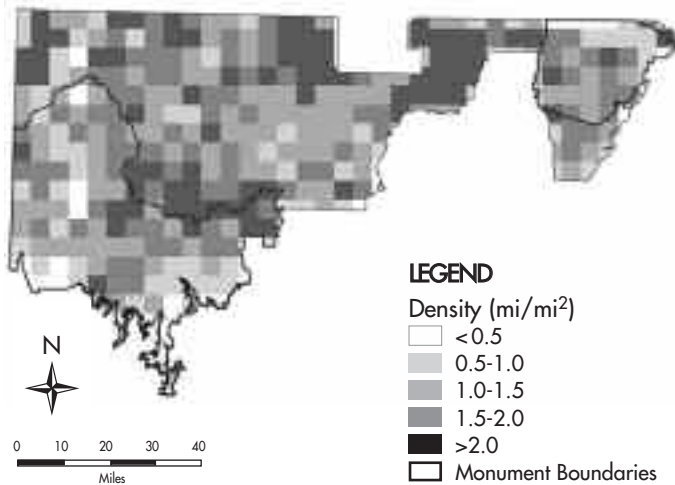 LEGEND
Density (mi/mi²)
<0.5
0.5-1.0
1.0-1.5
1.5-2.0
>2.0
Monument Boundaries
N
0 10 20 30 40
Miles